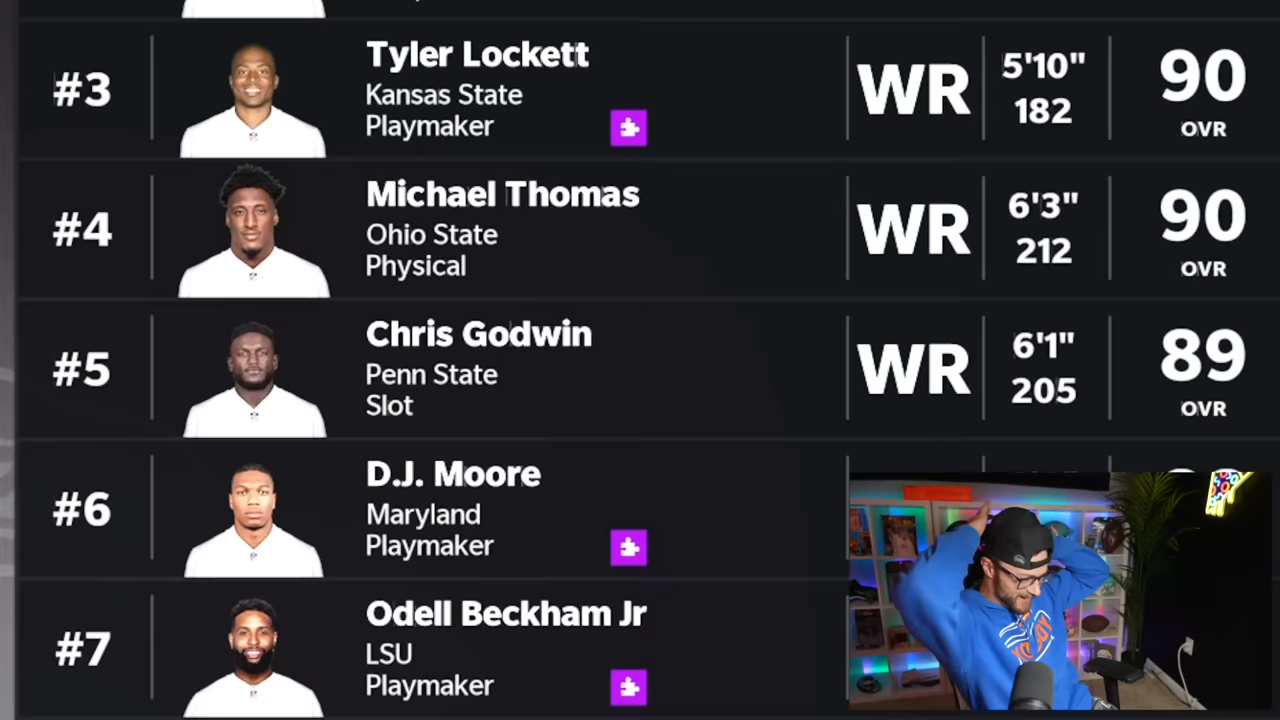 #3
Tyler Lockett
Kansas State
Playmaker
WR
5'10"
182
90
OVR
#4
Michael Thomas
Ohio State
Physical
WR
6'3"
212
90
OVR
#5
Chris Godwin
Penn State
Slot
WR
6'1"
205
89
OVR
#6
D.J. Moore
Maryland
Playmaker
#7
Odell Beckham Jr
LSU
Playmaker